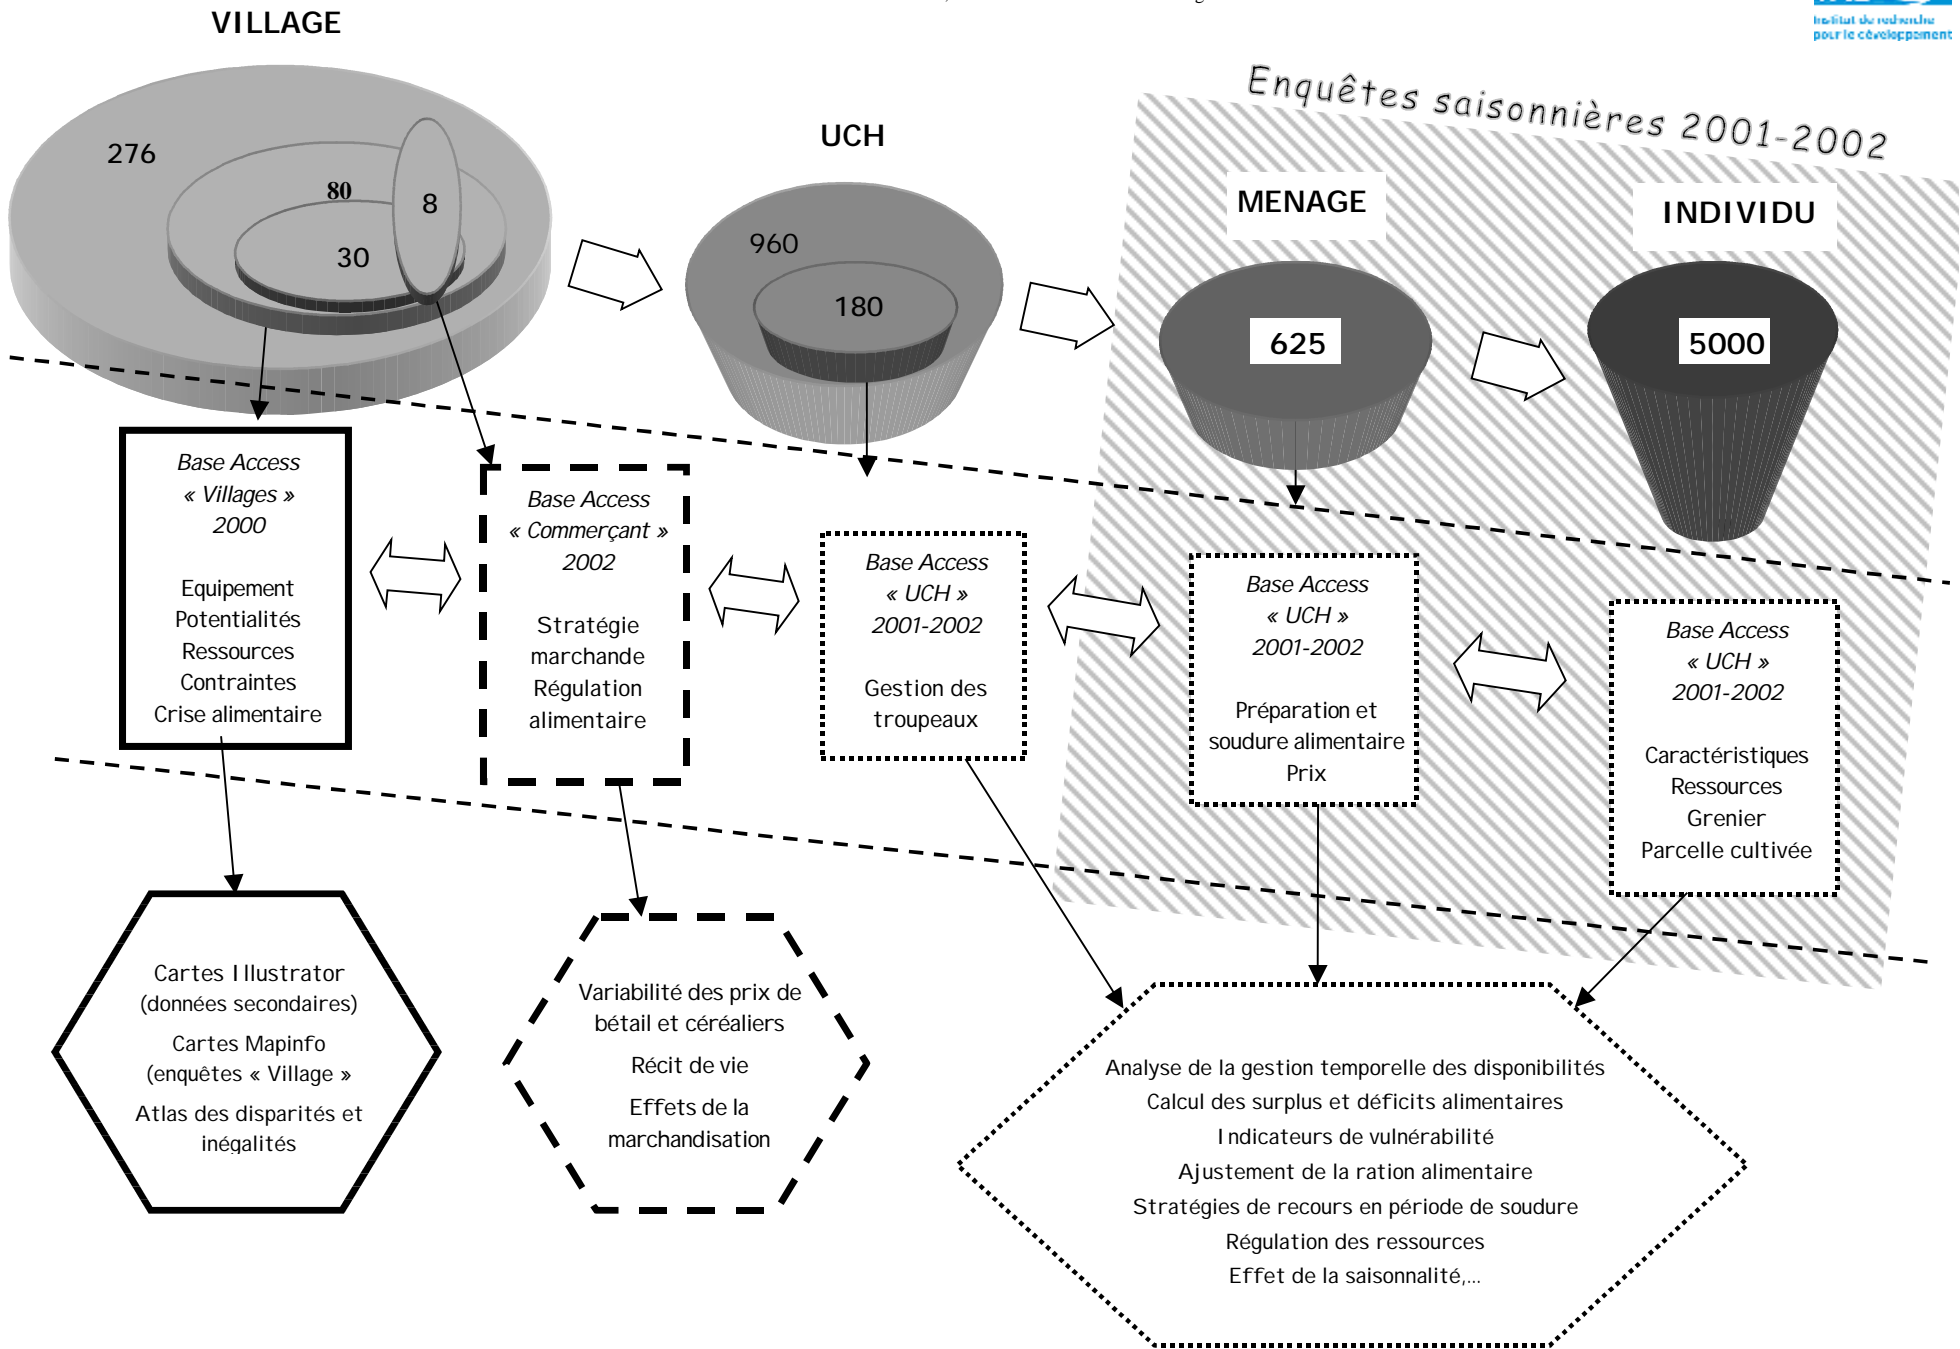 VILLAGE
Institut de recherche
pour le développement
Enquêtes saisonnières 2001-2002
UCH
MENAGE
INDIVIDU
276
80
8
30
960
180
625
5000
Base Access
« Villages »
2000
Equipement
Potentialités
Ressources
Contraintes
Crise alimentaire
Base Access
« Commerçant »
2002
Stratégie
marchande
Régulation
alimentaire
Base Access
« UCH »
2001-2002
Gestion des
troupeaux
Base Access
« UCH »
2001-2002
Préparation et
soudure alimentaire
Prix
Base Access
« UCH »
2001-2002
Caractéristiques
Ressources
Grenier
Parcelle cultivée
Cartes Illustrator
(données secondaires)
Cartes Mapinfo
(enquêtes « Village »
Atlas des disparités et
inégalités
Variabilité des prix de
bétail et céréaliers
Récit de vie
Effets de la
marchandisation
Analyse de la gestion temporelle des disponibilités
Calcul des surplus et déficits alimentaires
Indicateurs de vulnérabilité
Ajustement de la ration alimentaire
Stratégies de recours en période de soudure
Régulation des ressources
Effet de la saisonnalité,...